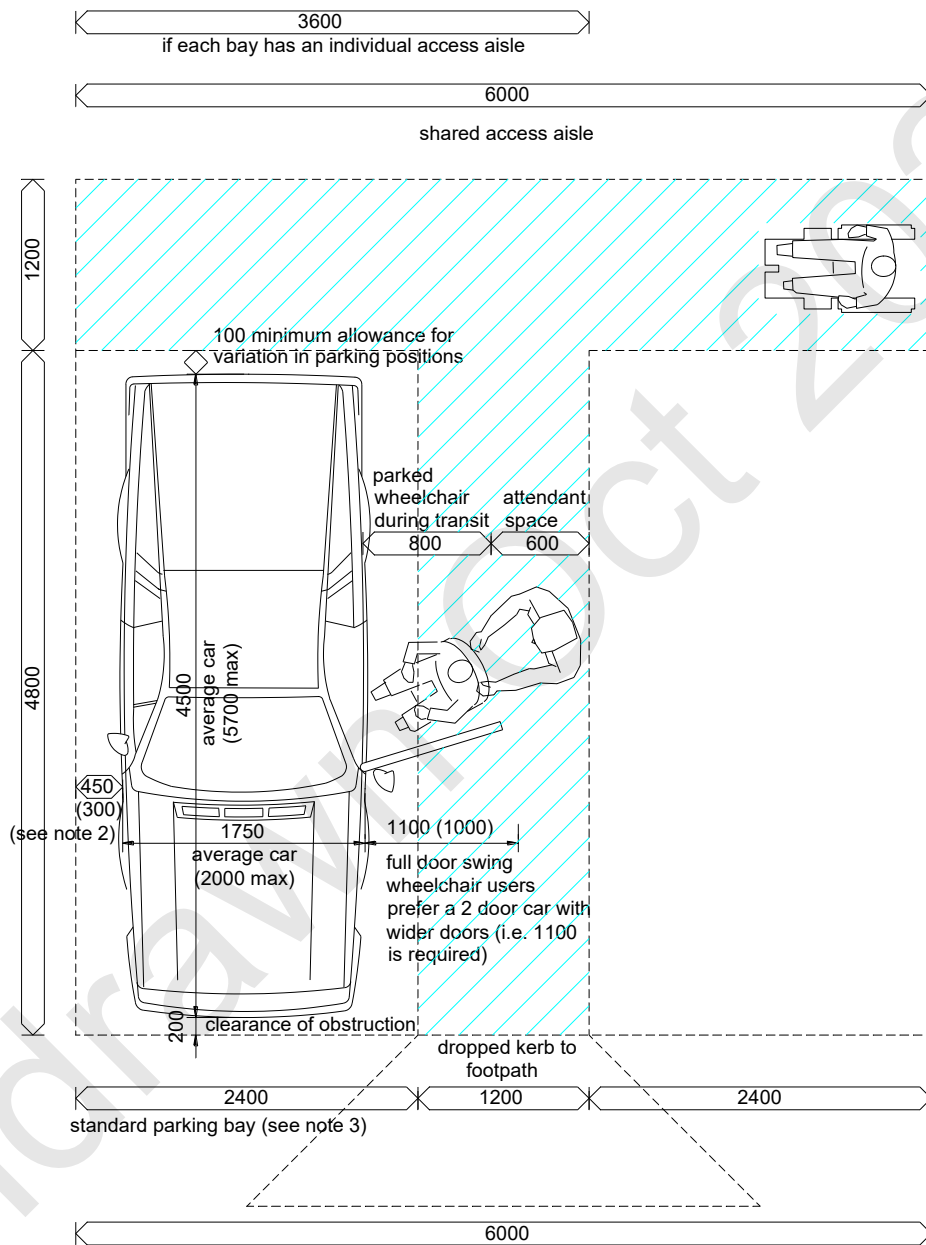 3600
if each bay has an individual access aisle
6000
shared access aisle
1200
100 minimum allowance for
variation in parking positions
parked
wheelchair
during transit
attendant
space
800
600
4800
4500
average car
(5700 max)
450
(300)
(see note 2)
1750
average car
(2000 max)
1100 (1000)
full door swing
wheelchair users
prefer a 2 door car with
wider doors (i.e. 1100
is required)
200
clearance of obstruction
dropped kerb to
footpath
2400
1200
2400
standard parking bay (see note 3)
6000
drawn Oct 202